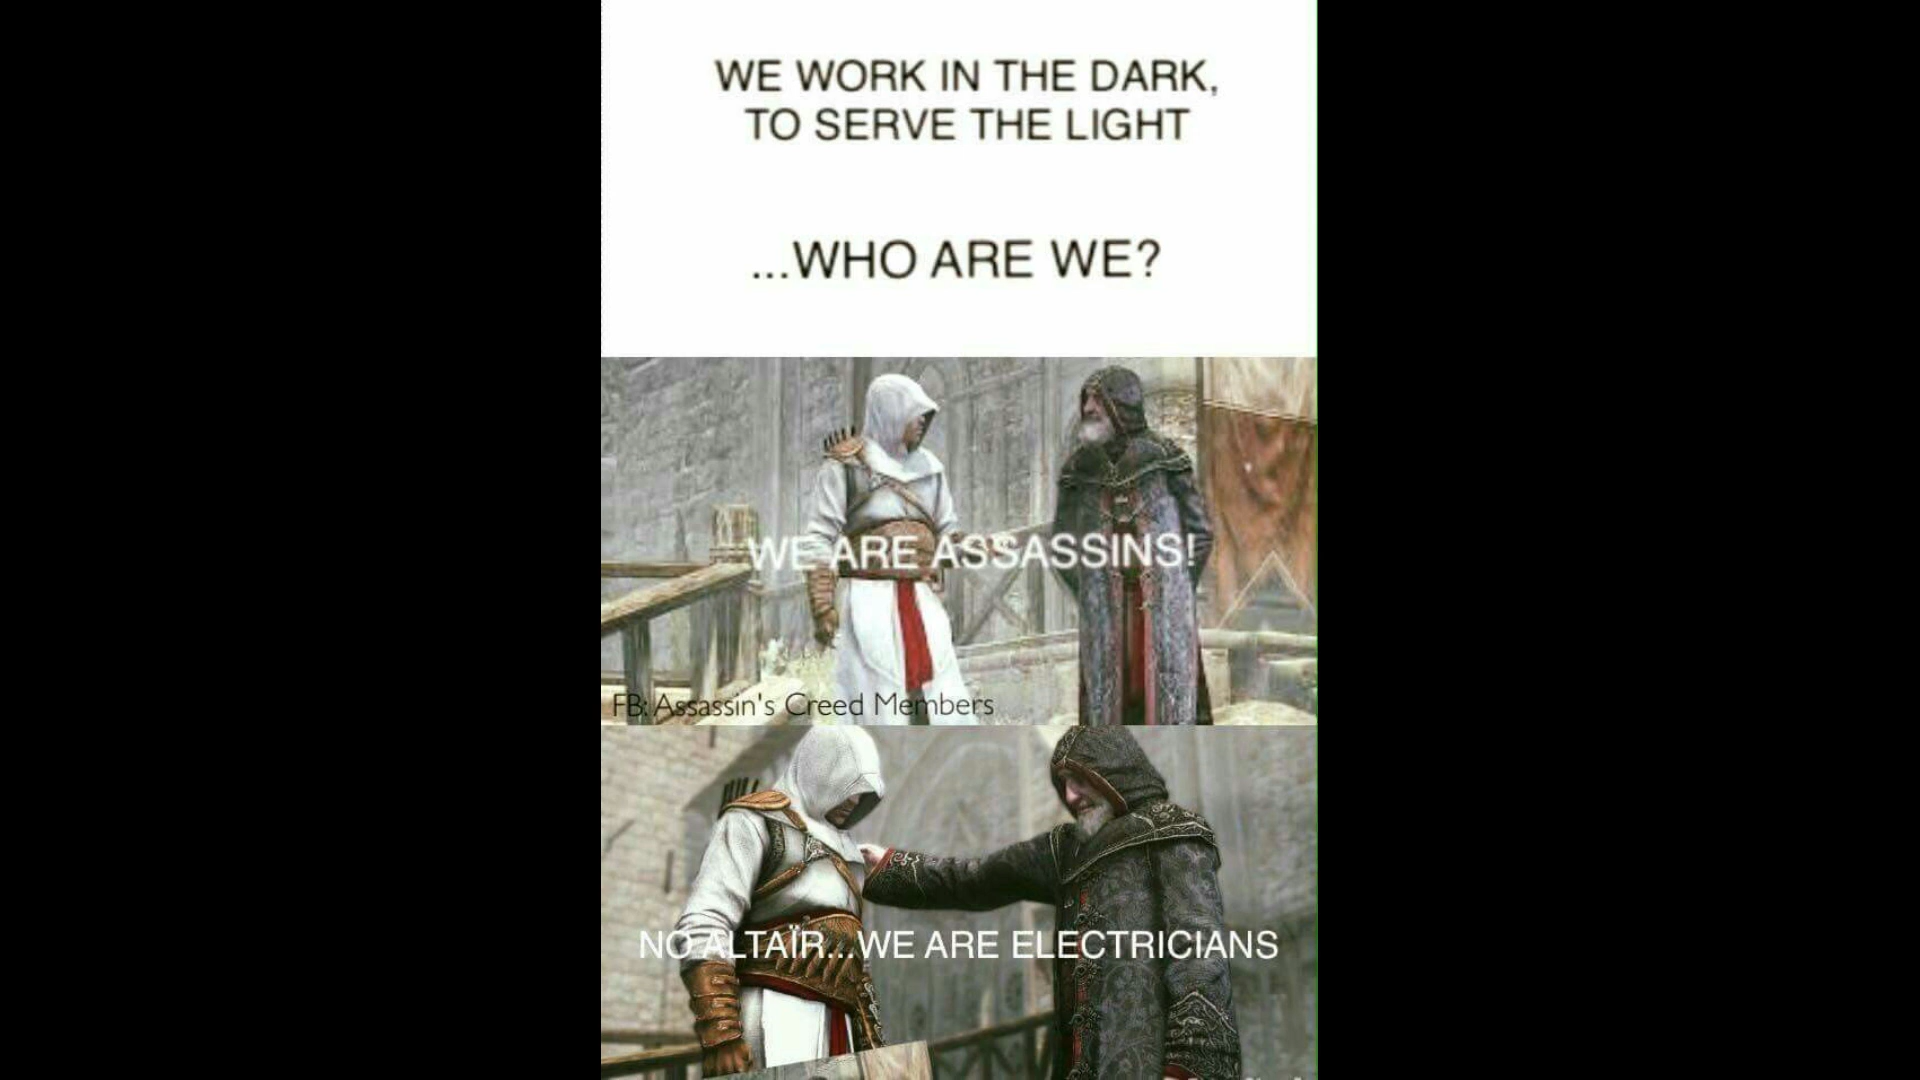 WE WORK IN THE DARK,
TO SERVE THE LIGHT
...WHO ARE WE?
WE ARE ASSASSINS!
FB: Assassin's Creed Members
NO ALTAÏR...WE ARE ELECTRICIANS